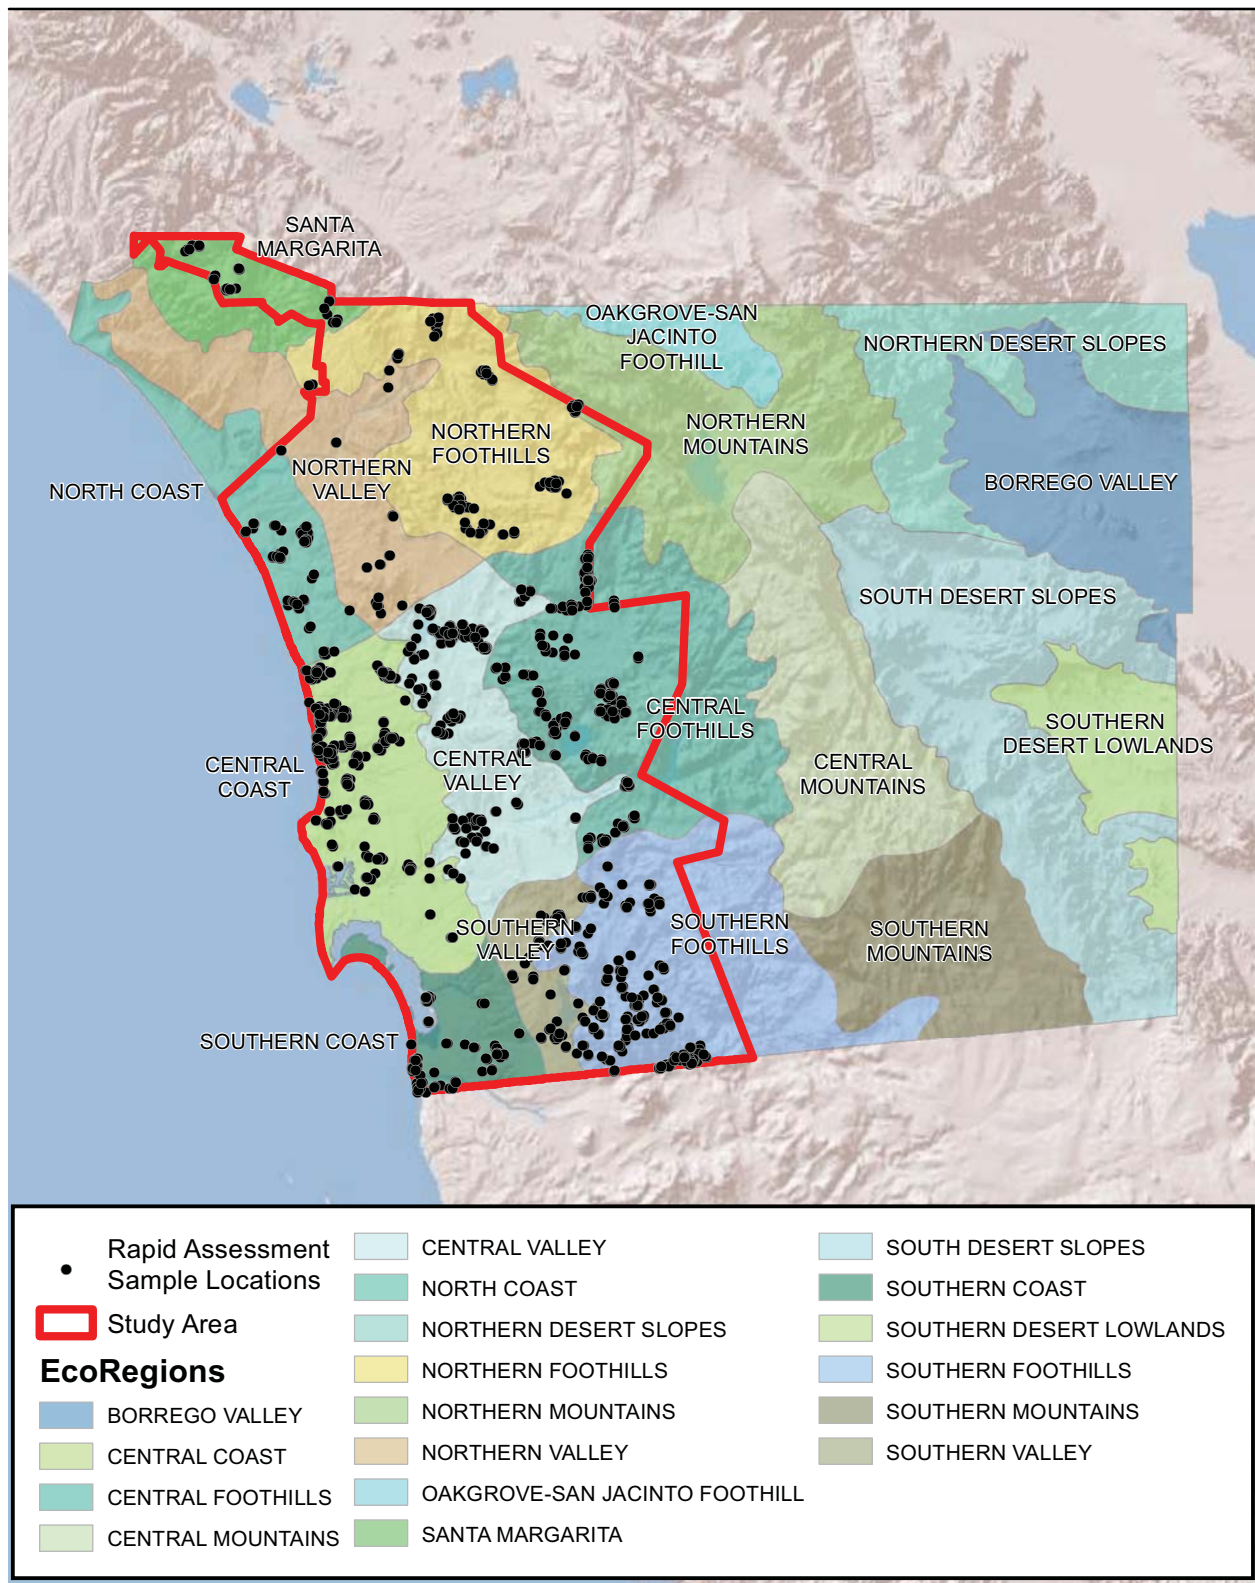 SANTA
MARGARITA
OAKGROVE-SAN
JACINTO
FOOTHILL
NORTHERN DESERT SLOPES
NORTHERN
MOUNTAINS
NORTHERN
FOOTHILLS
NORTHERN
VALLEY
NORTH COAST
BORREGO VALLEY
SOUTH DESERT SLOPES
CENTRAL
FOOTHILLS
SOUTHERN
DESERT LOWLANDS
CENTRAL
COAST
CENTRAL
VALLEY
CENTRAL
MOUNTAINS
SOUTHERN
VALLEY
SOUTHERN
FOOTHILLS
SOUTHERN
MOUNTAINS
SOUTHERN COAST
Rapid Assessment
Sample Locations
Study Area
EcoRegions
BORREGO VALLEY
CENTRAL COAST
CENTRAL FOOTHILLS
CENTRAL MOUNTAINS
CENTRAL VALLEY
NORTH COAST
NORTHERN DESERT SLOPES
NORTHERN FOOTHILLS
NORTHERN MOUNTAINS
NORTHERN VALLEY
OAKGROVE-SAN JACINTO FOOTHILL
SANTA MARGARITA
SOUTH DESERT SLOPES
SOUTHERN COAST
SOUTHERN DESERT LOWLANDS
SOUTHERN FOOTHILLS
SOUTHERN MOUNTAINS
SOUTHERN VALLEY